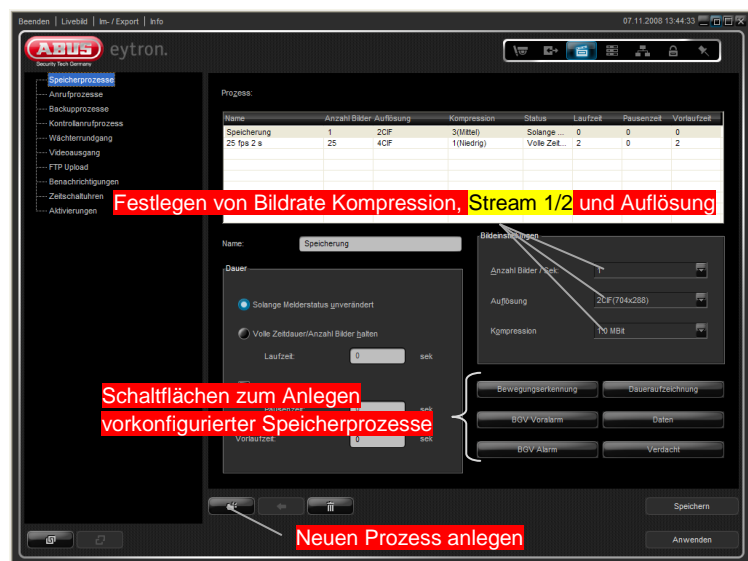 Beenden | Livebild | Im- / Export | Info
07.11.2008 13:44:33
ABUS eytron.
Security Tech Germany
Speicherprozesse
Anrufprozesse
Backupprozesse
Kontrollanrufprozess
Wächterrundgang
Videoausgang
FTP Upload
Benachrichtigungen
Zeitschaltuhren
Aktivierungen
Prozess:
Name Anzahl Bilder Auflösung Kompression Status Laufzeit Pausenzeit Vorlaufzeit
Speicherung 1 2CIF 3(Mittel) Solange ... 0 0 0
25 fps 2 s 25 4CIF 1(Niedrig) Volle Zeit... 2 0 2
Festlegen von Bildrate Kompression, Stream 1/2 und Auflösung
Name: Speicherung
Dauer
Solange Melderstatus unverändert
Volle Zeitdauer/Anzahl Bilder halten
Laufzeit: 0 sek
Pausenzeit: sek
Vorlaufzeit: 0 sek
Schaltflächen zum Anlegen
vorkonfigurierter Speicherprozesse
Bildeinstellungen
Anzahl Bilder / Sek: 1
Auflösung 2CIF(704x288)
Kompression 1.0 MBit
Bewegungserkennung Daueraufzeichnung
BGV Voralarm Daten
BGV Alarm Verdacht
Neuen Prozess anlegen
Speichern
Anwenden